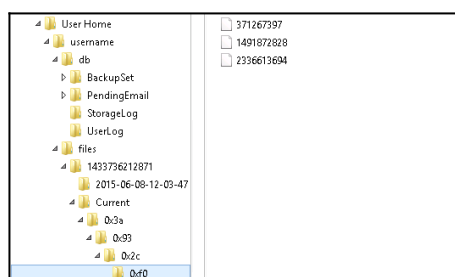 User Home
username
db
BackupSet
PendingEmail
StorageLog
UserLog
files
1433736212871
2015-06-08-12-03-47
Current
0x3a
0x93
0x2c
0xf0
371267397
1491872828
2336613694